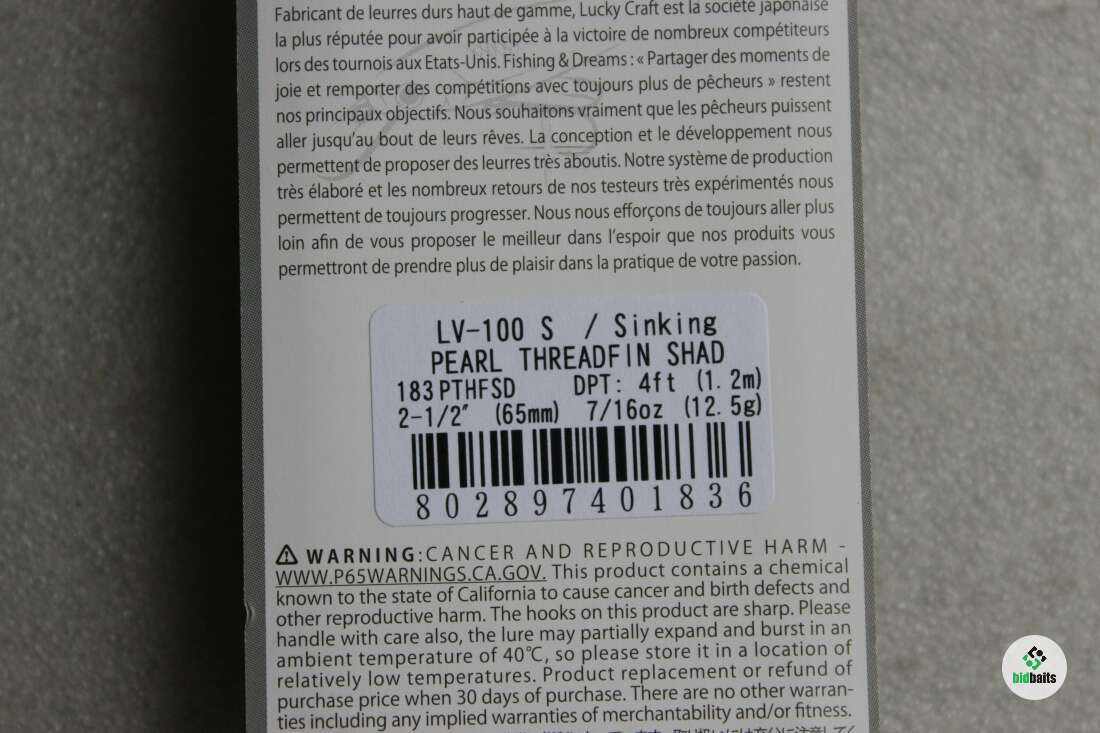 Fabricant de leurres durs haut de gamme, Lucky Craft est la société japonaise
la plus réputée pour avoir participée à la victoire de nombreux compétiteurs
lors des tournois aux Etats-Unis. Fishing & Dreams : « Partager des moments de
joie et remporter des compétitions avec toujours plus de pêcheurs » restent
nos principaux objectifs. Nous souhaitons vraiment que les pêcheurs puissent
aller jusqu'au bout de leurs rêves. La conception et le développement nous
permettent de proposer des leurres très aboutis. Notre système de production
très élaboré et les nombreux retours de nos testeurs très expérimentés nous
permettent de toujours progresser. Nous nous efforçons de toujours aller plus
loin afin de vous proposer le meilleur dans l'espoir que nos produits vous
permettront de prendre plus de plaisir dans la pratique de votre passion.
LV-100 S / Sinking
PEARL THREADFIN SHAD
183PTHFSD DPT: 4ft (1.2m)
2-1/2″ (65mm) 7/16oz (12.5g)
802897401836
⚠ WARNING:CANCER AND REPRODUCTIVE HARM -
WWW.P65WARNINGS.CA.GOV. This product contains a chemical
known to the state of California to cause cancer and birth defects and
other reproductive harm. The hooks on this product are sharp. Please
handle with care also, the lure may partially expand and burst in an
ambient temperature of 40℃, so please store it in a location of
relatively low temperatures. Product replacement or refund of
purchase price when 30 days of purchase. There are no other warran-
ties including any implied warranties of merchantability and/or fitness.
bidbaits